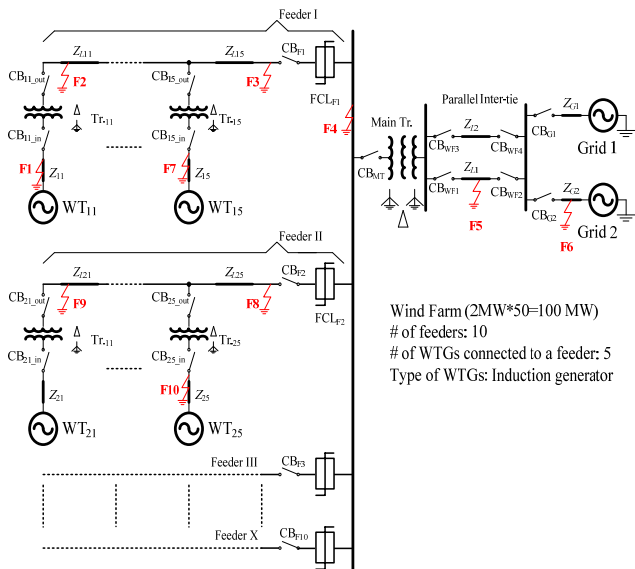 Feeder I
Z_l11
Z_l15
CB_F1
CB_11_out
F2
CB_15_out
F3
FCL_F1
Tr.11
Tr.15
F4
Main Tr.
Parallel Inter-tie
CB_11_in
CB_15_in
F1
Z_11
F7
Z_15
WT_11
WT_15
CB_MT
CB_WF3
Z_l2
CB_WF4
CB_WF1
Z_l1
CB_WF2
F5
CB_G1
Z_G1
Grid 1
CB_G2
Z_G2
Grid 2
F6
Feeder II
Z_l21
Z_l25
CB_F2
CB_21_out
F9
CB_25_out
F8
FCL_F2
Tr.11
Tr.25
CB_21_in
CB_25_in
Z_21
F10
Z_25
WT_21
WT_25
Wind Farm (2MW*50=100 MW)
# of feeders: 10
# of WTGs connected to a feeder: 5
Type of WTGs: Induction generator
Feeder III
CB_F3
Feeder X
CB_F10